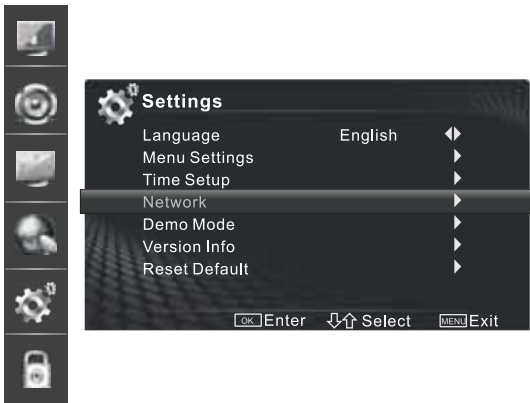 Settings
Language English
Menu Settings
Time Setup
Network
Demo Mode
Version Info
Reset Default
OK Enter Select MENU Exit